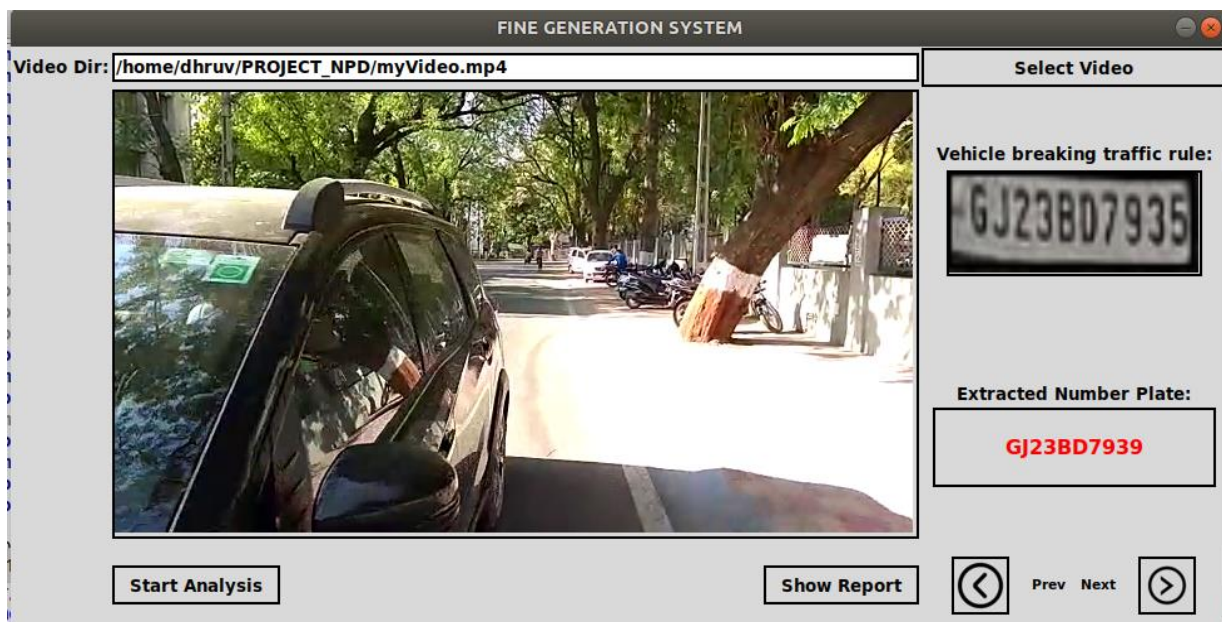 FINE GENERATION SYSTEM
Video Dir: /home/dhruv/PROJECT_NPD/myVideo.mp4
Select Video
Vehicle breaking traffic rule:
GJ23BD7935
Extracted Number Plate:
GJ23BD7939
Start Analysis
Show Report
Prev Next